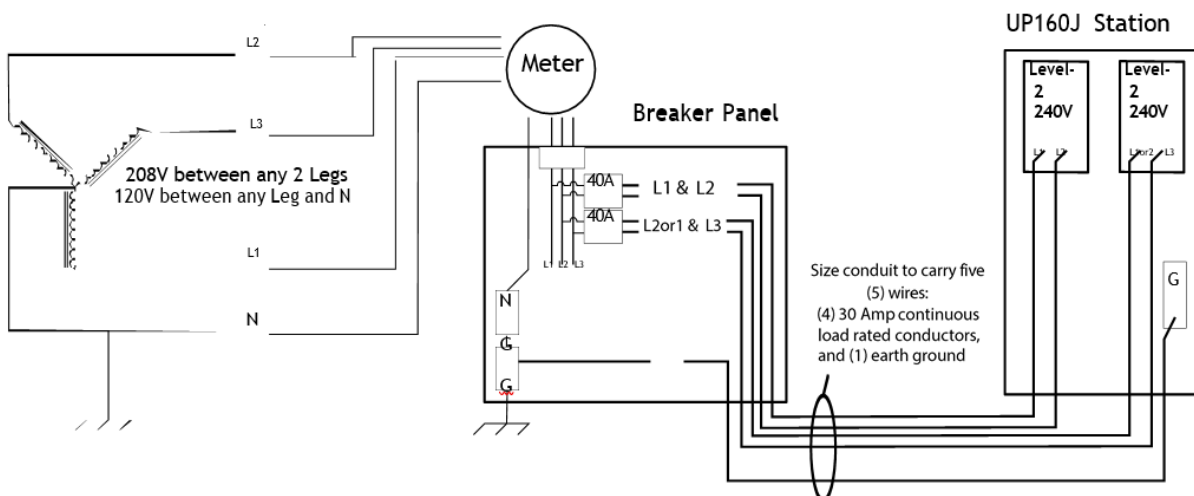 UP160J Station
L2
Meter
Level-
2
240V
Level-
2
240V
Breaker Panel
L3
208V between any 2 Legs
120V between any Leg and N
L1 L2
L1or2 L3
40A
L1 & L2
40A
L2or1 & L3
L1
L1 L2 L3
Size conduit to carry five
(5) wires:
(4) 30 Amp continuous
load rated conductors,
and (1) earth ground
G
N
N
G
G